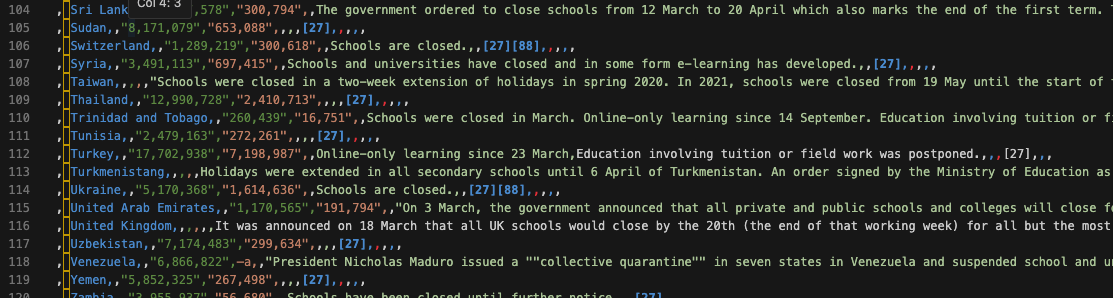 Col 4: 3
104 ,Sri Lank ,578","300,794",,The government ordered to close schools from 12 March to 20 April which also marks the end of the first term.
105 ,Sudan,,"8,171,079","653,088",,,,[27],,,,,
106 ,Switzerland,,"1,289,219","300,618",,Schools are closed.,,[27][88],,,,,
107 ,Syria,,"3,491,113","697,415",,Schools and universities have closed and in some form e-learning has developed.,,[27],,,,,
108 ,Taiwan,,,,,"Schools were closed in a two-week extension of holidays in spring 2020. In 2021, schools were closed from 19 May until the start of
109 ,Thailand,,"12,990,728","2,410,713",,,,[27],,,,,
110 ,Trinidad and Tobago,,"260,439","16,751",,Schools were closed in March. Online-only learning since 14 September. Education involving tuition or fi
111 ,Tunisia,,"2,479,163","272,261",,,,[27],,,,,
112 ,Turkey,,"17,702,938","7,198,987",,Online-only learning since 23 March,Education involving tuition or field work was postponed.,,,[27],,,
113 ,Turkmenistang,,,,,Holidays were extended in all secondary schools until 6 April of Turkmenistan. An order signed by the Ministry of Education as
114 ,Ukraine,,"5,170,368","1,614,636",,Schools are closed.,,[27][88],,,,,
115 ,United Arab Emirates,,"1,170,565","191,794",,"On 3 March, the government announced that all private and public schools and colleges will close fo
116 ,United Kingdom,,,,,It was announced on 18 March that all UK schools would close by the 20th (the end of that working week) for all but the most
117 ,Uzbekistan,,"7,174,483","299,634",,,,[27],,,,,
118 ,Venezuela,,"6,866,822",–a,,"President Nicholas Maduro issued a ""collective quarantine"" in seven states in Venezuela and suspended school and un
119 ,Yemen,,"5,852,325","267,498",,,,[27],,,,,
120 ,Zambia,,"3,955,937","56,680",,Schools have been closed until further notice.,,,[27]